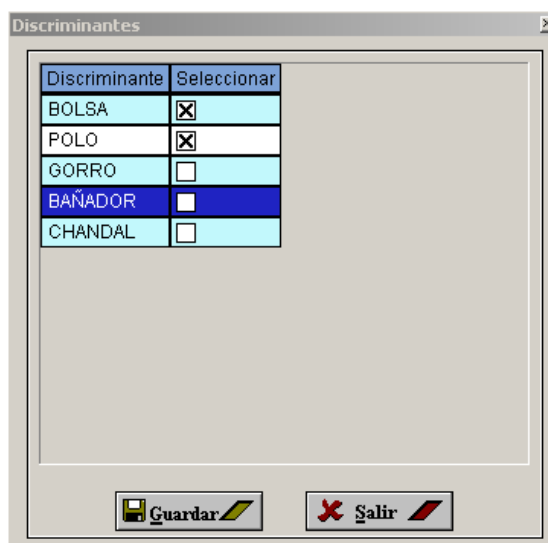 Discriminantes
Discriminante Seleccionar
BOLSA
POLO
GORRO
BAÑADOR
CHANDAL
Guardar Salir